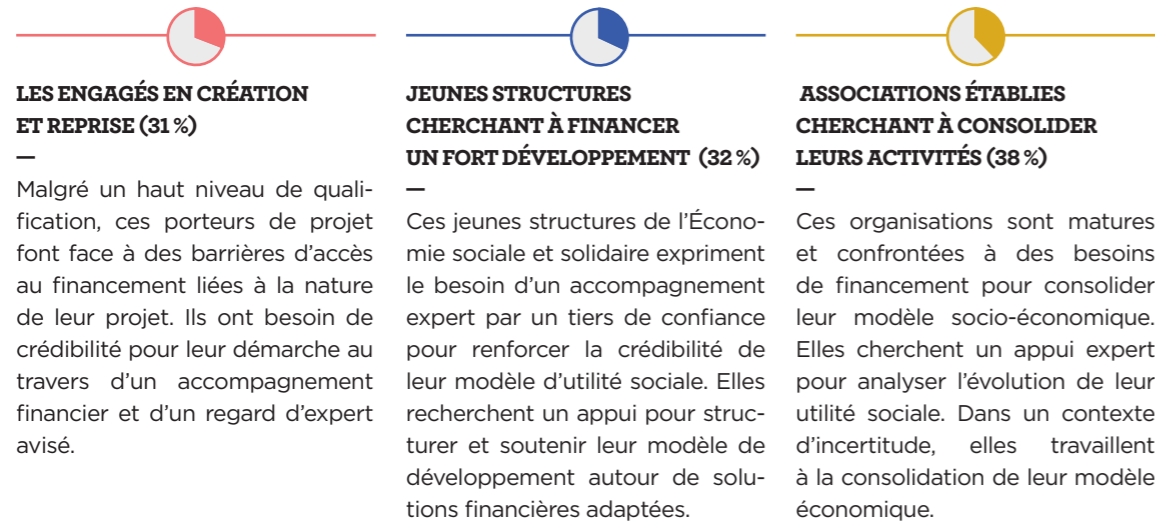 LES ENGAGÉS EN CRÉATION
ET REPRISE (31 %)
—
Malgré un haut niveau de quali-
fication, ces porteurs de projet
font face à des barrières d’accès
au financement liées à la nature
de leur projet. Ils ont besoin de
crédibilité pour leur démarche au
travers d’un accompagnement
financier et d’un regard d’expert
avisé.
JEUNES STRUCTURES
CHERCHANT À FINANCER
UN FORT DÉVELOPPEMENT (32 %)
—
Ces jeunes structures de l’Écono-
mie sociale et solidaire expriment
le besoin d’un accompagnement
expert par un tiers de confiance
pour renforcer la crédibilité de
leur modèle d’utilité sociale. Elles
recherchent un appui pour struc-
turer et soutenir leur modèle de
développement autour de solu-
tions financières adaptées.
ASSOCIATIONS ÉTABLIES
CHERCHANT À CONSOLIDER
LEURS ACTIVITÉS (38 %)
—
Ces organisations sont matures
et confrontées à des besoins
de financement pour consolider
leur modèle socio-économique.
Elles cherchent un appui expert
pour analyser l’évolution de leur
utilité sociale. Dans un contexte
d’incertitude, elles travaillent
à la consolidation de leur modèle
économique.